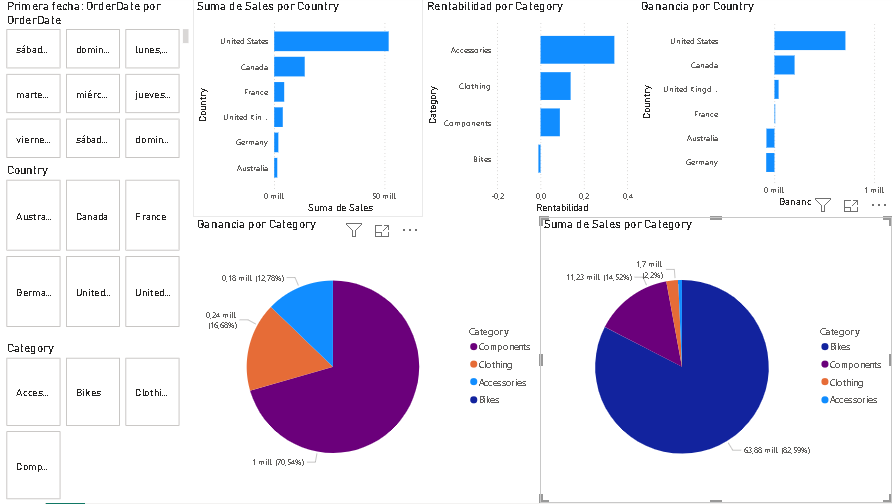 Primera fecha: OrderDate por
OrderDate
sábad...
domin...
lunes,...
marte...
miérc...
jueves...
vierne...
sábad...
domin...
Country
Austra...
Canada
France
Germa...
United...
United...
Category
Acces...
Bikes
Clothi...
Comp...
Suma de Sales por Country
Country
United States
Canada
France
United Kin...
Germany
Australia
0 mill.
50 mill.
Suma de Sales
Rentabilidad por Category
Category
Accessories
Clothing
Components
Bikes
-0,2
0,0
0,2
0,4
Rentabilidad
Ganancia por Country
Country
United States
Canada
United Kingd...
France
Australia
Germany
0 mill.
1 mill.
Gananc
Ganancia por Category
0,18 mill. (12,78%)
0,24 mill.
(16,68%)
1 mill. (70,54%)
Category
Components
Clothing
Accessories
Bikes
Suma de Sales por Category
1,7 mill.
(2,2%)
11,23 mill. (14,52%)
63,88 mill. (82,59%)
Category
Bikes
Components
Clothing
Accessories